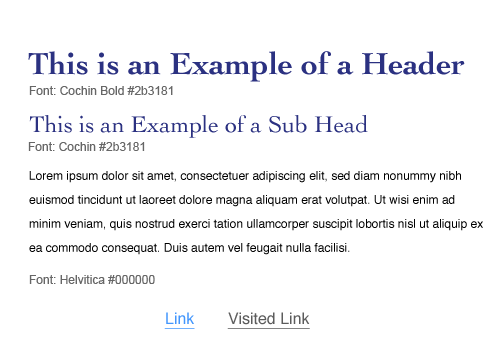 This is an Example of a Header
Font: Cochin Bold #2b3181
This is an Example of a Sub Head
Font: Cochin #2b3181
Lorem ipsum dolor sit amet, consectetuer adipiscing elit, sed diam nonummy nibh
euismod tincidunt ut laoreet dolore magna aliquam erat volutpat. Ut wisi enim ad
minim veniam, quis nostrud exerci tation ullamcorper suscipit lobortis nisl ut aliquip ex
ea commodo consequat. Duis autem vel feugait nulla facilisi.
Font: Helvitica #000000
Link Visited Link